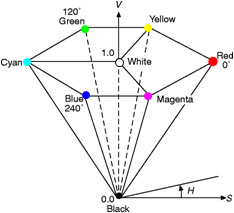 V
120°
Green
Yellow
1.0
Cyan
White
Red
0°
Blue
240°
Magenta
H
0.0
S
Black